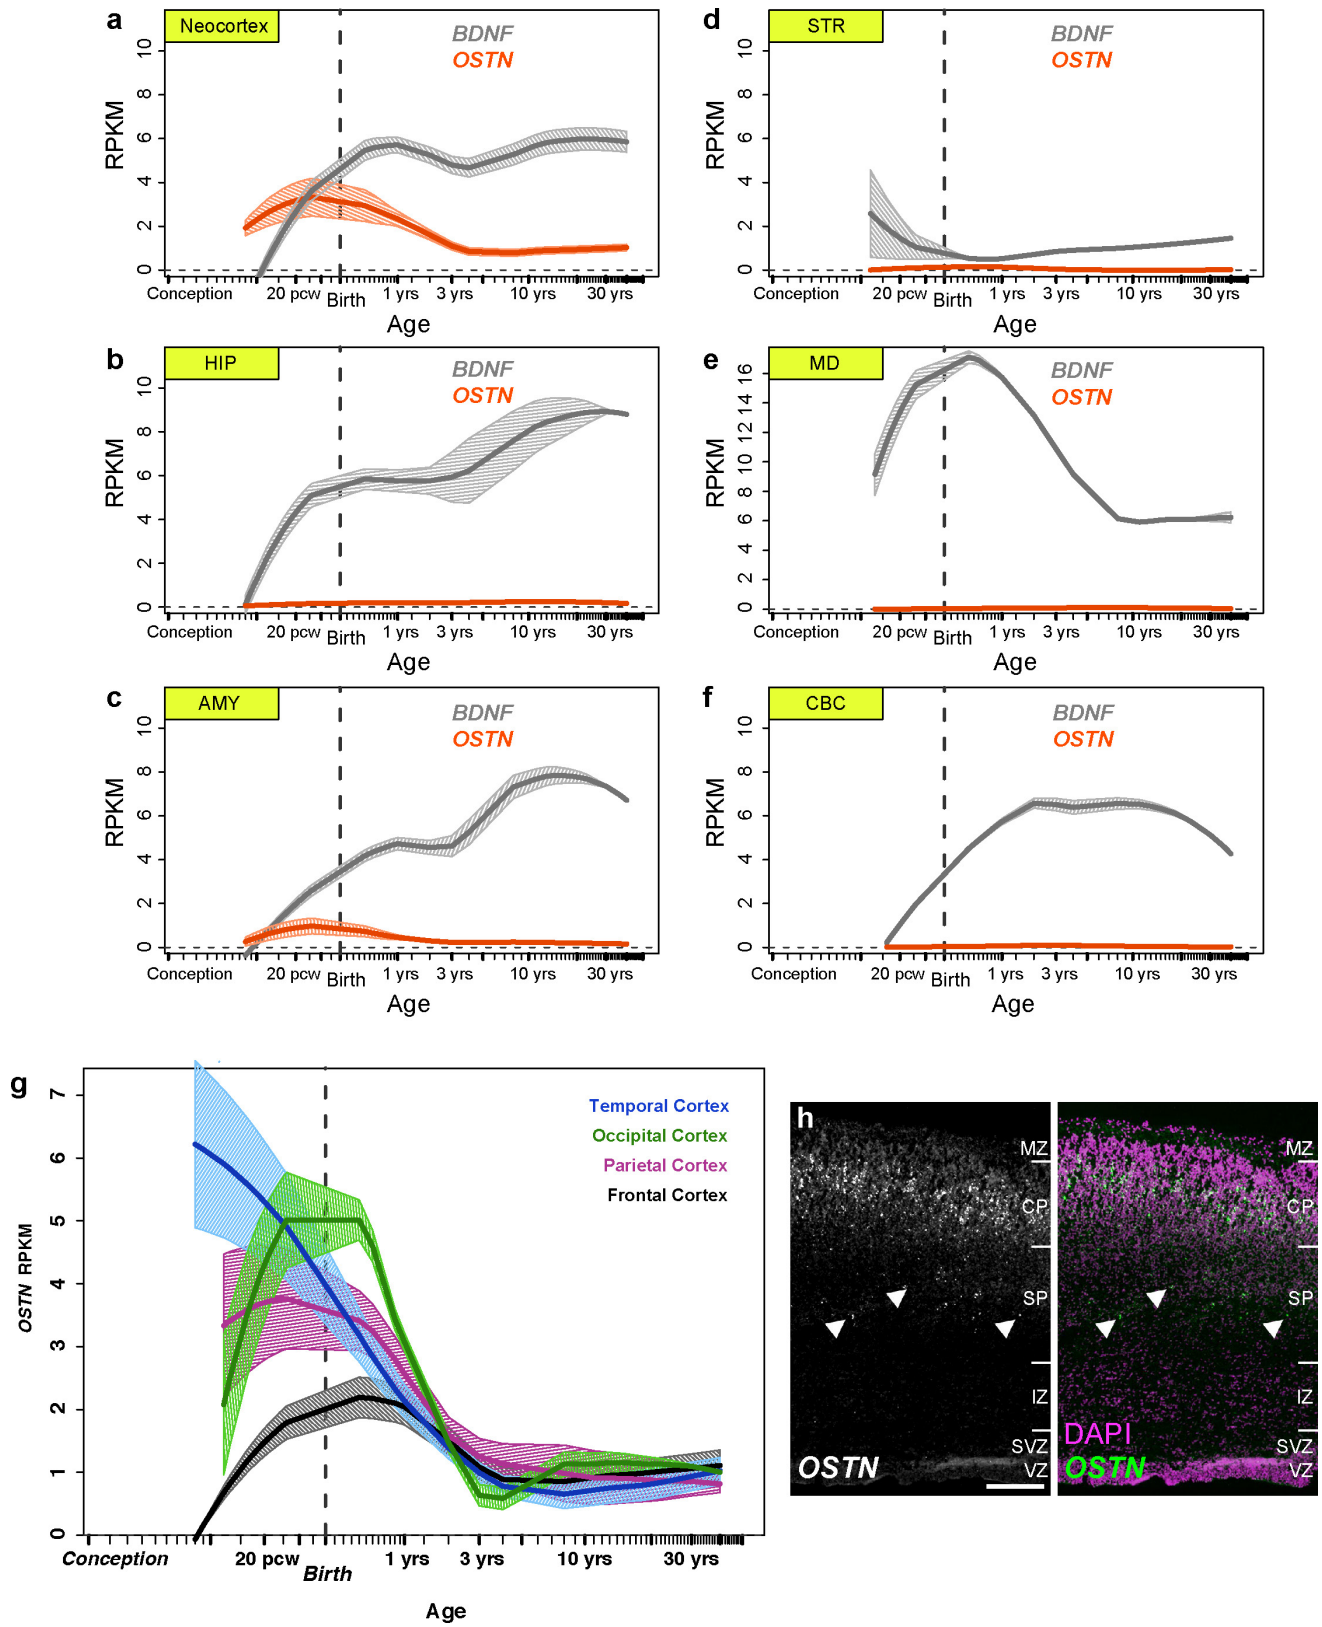 a
Neocortex
BDNF
OSTN
RPKM
0 2 4 6 8 10
Conception 20 pcw Birth 1 yrs 3 yrs 10 yrs 30 yrs
Age
d
STR
BDNF
OSTN
RPKM
0 2 4 6 8 10
Conception 20 pcw Birth 1 yrs 3 yrs 10 yrs 30 yrs
Age
b
HIP
BDNF
OSTN
RPKM
0 2 4 6 8 10
Conception 20 pcw Birth 1 yrs 3 yrs 10 yrs 30 yrs
Age
e
MD
BDNF
OSTN
RPKM
0 2 4 6 8 10 12 14 16
Conception 20 pcw Birth 1 yrs 3 yrs 10 yrs 30 yrs
Age
c
AMY
BDNF
OSTN
RPKM
0 2 4 6 8 10
Conception 20 pcw Birth 1 yrs 3 yrs 10 yrs 30 yrs
Age
f
CBC
BDNF
OSTN
RPKM
0 2 4 6 8 10
Conception 20 pcw Birth 1 yrs 3 yrs 10 yrs 30 yrs
Age
g
Temporal Cortex
Occipital Cortex
Parietal Cortex
Frontal Cortex
OSTN RPKM
0 1 2 3 4 5 6 7
Conception 20 pcw Birth 1 yrs 3 yrs 10 yrs 30 yrs
Age
h
MZ
CP
SP
IZ
SVZ
VZ
OSTN
MZ
CP
SP
IZ
SVZ
VZ
DAPI
OSTN